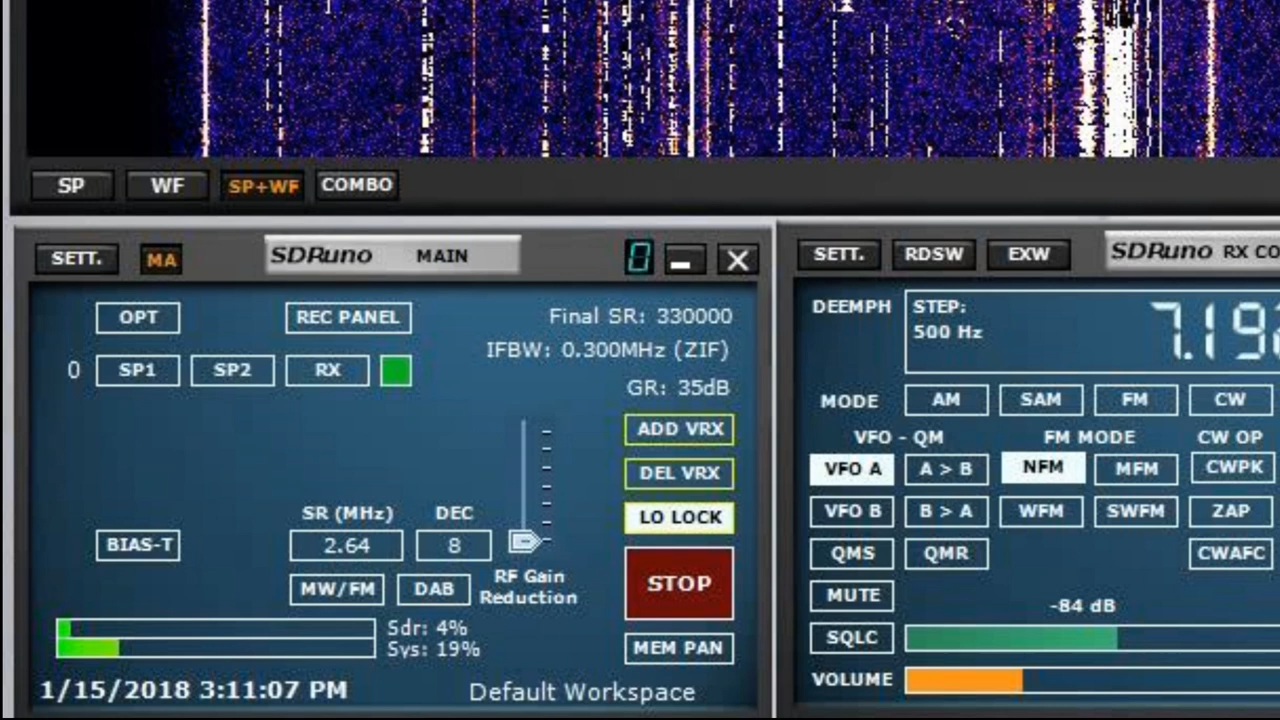 SP WF SP+WF COMBO
SETT. MA SDRuno MAIN
OPT REC PANEL Final SR: 330000
IFBW: 0.300MHz (ZIF)
0 SP1 SP2 RX
GR: 35dB
ADD VRX
DEL VRX
SR (MHz) DEC LO LOCK
BIAS-T 2.64 8
MW/FM DAB RF Gain
Reduction
STOP
Sdr: 4%
Sys: 19% MEM PAN
1/15/2018 3:11:07 PM Default Workspace
SETT. RDSW EXW SDRuno RX CO
DEEMPH STEP:
500 Hz 7.19
MODE AM SAM FM CW
VFO - QM FM MODE CW OP
VFO A A > B NFM MFM CWPK
VFO B B > A WFM SWFM ZAP
QMS QMR CWAFC
MUTE -84 dB
SQLC
VOLUME